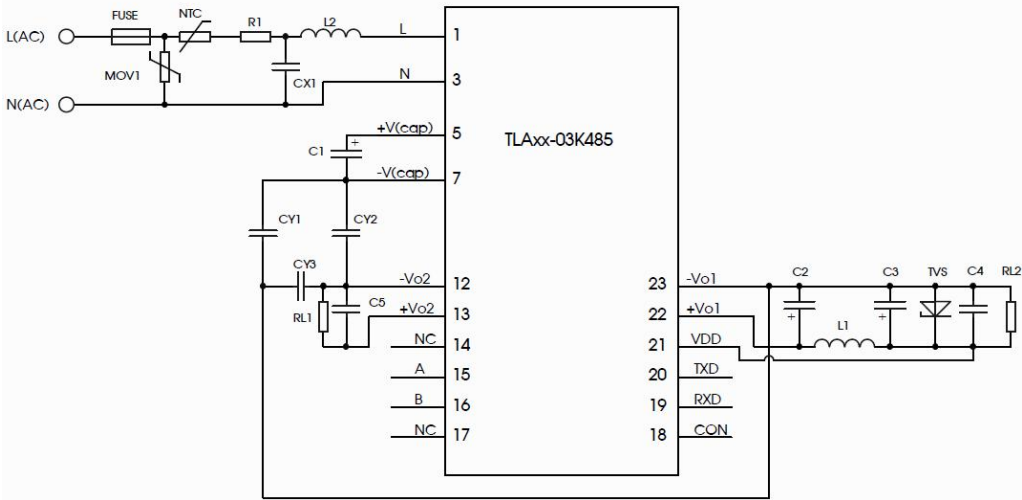 FUSE
NTC
R1
L2
L(AC)
L
1
MOV1
CX1
N
3
N(AC)
+V(cap)
5
TLAxx-03K485
C1
+
-V(cap)
7
CY1
CY2
CY3
-Vo2
12
23
-Vo1
C2
C3
TVS
C4
RL2
RL1
C5
+Vo2
13
22
+Vo1
+
+
L1
NC
14
21
VDD
A
15
20
TXD
B
16
19
RXD
NC
17
18
CON